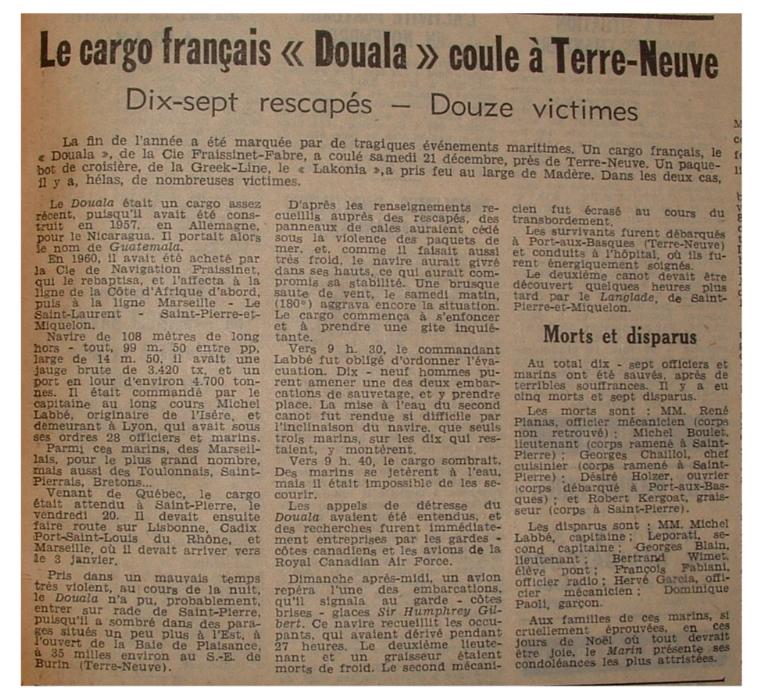 Le cargo français « Douala » coule à Terre-Neuve
Dix-sept rescapés — Douze victimes
La fin de l'année a été marquée par de tragiques événements maritimes. Un cargo français, le
« Douala », de la Cie Fraissinet-Fabre, a coulé samedi 21 décembre, près de Terre-Neuve. Un paque-
bot de croisière, de la Greek-Line, le « Lakonia »,a pris feu au large de Madère. Dans les deux cas,
il y a, hélas, de nombreuses victimes.
Le Douala était un cargo assez
récent, puisqu'il avait été cons-
truit en 1957, en Allemagne,
pour le Nicaragua. Il portait alors
le nom de Guatemala.
En 1960, il avait été acheté par
la Cie de Navigation Fraissinet,
qui le rebaptisa, et l'affecta à la
ligne de la Côte d'Afrique d'abord,
puis à la ligne Marseille - Le
Saint-Laurent - Saint-Pierre-et-
Miquelon.
Navire de 108 mètres de long
hors - tout, 99 m. 50 entre pp,
large de 14 m. 50, il avait une
jauge brute de 3.420 tx, et un
port en lour d'environ 4.700 ton-
nes. Il était commandé par le
capitaine au long cours Michel
Labbé, originaire de l'Isére, et
demeurant à Lyon, qui avait sous
ses ordres 28 officiers et marins.
Parmi ces marins, des Marseil-
lais, pour le plus grand nombre,
mais aussi des Toulonnais, Saint-
Pierrais, Bretons...
Venant de Québec, le cargo
était attendu à Saint-Pierre, le
vendredi 20. Il devait ensuite
faire route sur Lisbonne, Cadix
Port-Saint-Louis du Rhône, et
Marseille, où il devait arriver vers
le 3 janvier.
Pris dans un mauvais temps
très violent, au cours de la nuit,
le Douala n'a pu, probablement,
entrer sur rade de Saint-Pierre,
puisqu'il a sombré dans des para-
ges situés un peu plus à l'Est, à
l'ouvert de la Baie de Plaisance,
à 35 milles environ au S.-E. de
Burin (Terre-Neuve).
D'après les renseignements re-
cueillis auprès des rescapés, des
panneaux de cales auraient cédé
sous la violence des paquets de
mer, et, comme il faisait aussi
très froid, le navire aurait givré
dans ses hauts, ce qui aurait com-
promis sa stabilité. Une brusque
saute de vent, le samedi matin,
(180°) aggrava encore la situation.
Le cargo commença à s'enfoncer
et à prendre une gite inquié-
tante.
Vers 9 h. 30, le commandant
Labbé fut obligé d'ordonner l'éva-
cuation. Dix - neuf hommes pu-
rent amener une des deux embar-
cations de sauvetage, et y prendre
place. La mise à l'eau du second
canot fut rendue si difficile par
l'inclinaison du navire, que seuls
trois marins, sur les dix qui res-
taient, y montérent.
Vers 9 h. 40, le cargo sombrait.
Des marins se jetèrent à l'eau,
mais il était impossible de les se-
courir.
Les appels de détresse du
Douala avaient été entendus, et
des recherches furent immédiate-
ment entreprises par les gardes -
côtes canadiens et les avions de la
Royal Canadian Air Force.
Dimanche après-midi, un avion
repéra l'une des embarcations,
qu'il signala au garde - côtes
brises - glaces Sir Humphrey Gil-
bert. Ce navire recueillit les occu-
pants, qui avaient dérivé pendant
27 heures. Le deuxième lieute-
nant et un graisseur étaient
morts de froid. Le second mécani-
cien fut écrasé au cours du
transbordement.
Les survivants furent débarqués
à Port-aux-Basques (Terre-Neuve)
et conduits à l'hôpital, où ils fu-
rent énergiquement soignés.
Le deuxième canot devait être
découvert quelques heures plus
tard par le Langlade, de Saint-
Pierre-et-Miquelon.
Morts et disparus
Au total dix - sept officiers et
marins ont été sauvés, après de
terribles souffrances. Il y a eu
cinq morts et sept disparus.
Les morts sont : MM. René
Planas, officier mécanicien (corps
non retrouvé) ; Michel Boulet,
lieutenant (corps ramené à Saint-
Pierre) ; Georges Chaillol, chef
cuisinier (corps ramené à Saint-
Pierre) ; Désiré Holzer, ouvrier
(corps débarqué à Port-aux-Bas-
ques) ; et Robert Kergoat, grais-
seur (corps à Saint-Pierre).
Les disparus sont : MM. Michel
Labbé, capitaine ; Leporati, se-
cond capitaine ; Georges Blain,
lieutenant ; Bertrand Wimet,
élève pont ; François Fabiani,
officier radio ; Hervé Garcia, offi-
cier mécanicien ; Dominique
Paoli, garçon.
Aux familles de ces marins, si
cruellement éprouvées, en ces
jours de Noël où tout devrait
être joie, le Marin présente ses
condoléances les plus attristées.